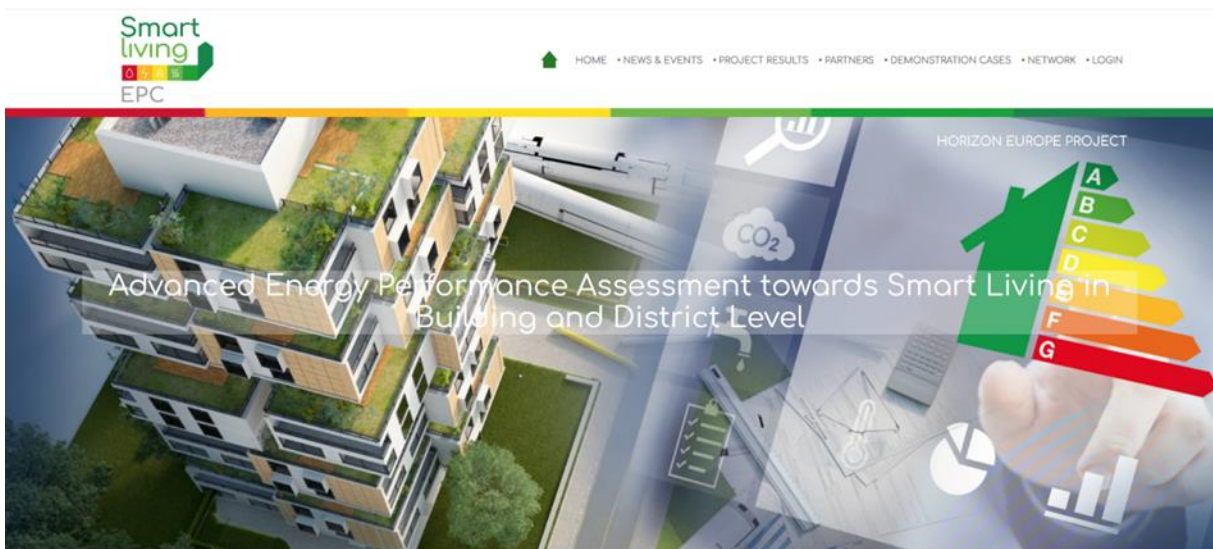 Smart
living
EPC
HOME • NEWS & EVENTS • PROJECT RESULTS • PARTNERS • DEMONSTRATION CASES • NETWORK • LOGIN
HORIZON EUROPE PROJECT
Advanced Energy Performance Assessment towards Smart Living in
Building and District Level
CO2
A
B
C
D
E
F
G